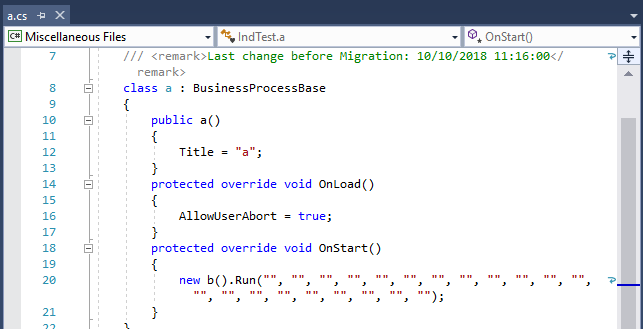 a.cs
Miscellaneous Files IndTest.a OnStart()
7 /// <remark>Last change before Migration: 10/10/2018 11:16:00</
remark>
8 class a : BusinessProcessBase
9 {
10 public a()
11 {
12 Title = "a";
13 }
14 protected override void OnLoad()
15 {
16 AllowUserAbort = true;
17 }
18 protected override void OnStart()
19 {
20 new b().Run("", "", "", "", "", "", "", "", "", "", "", "",
"", "", "", "", "", "", "", "", "");
21 }
22 }